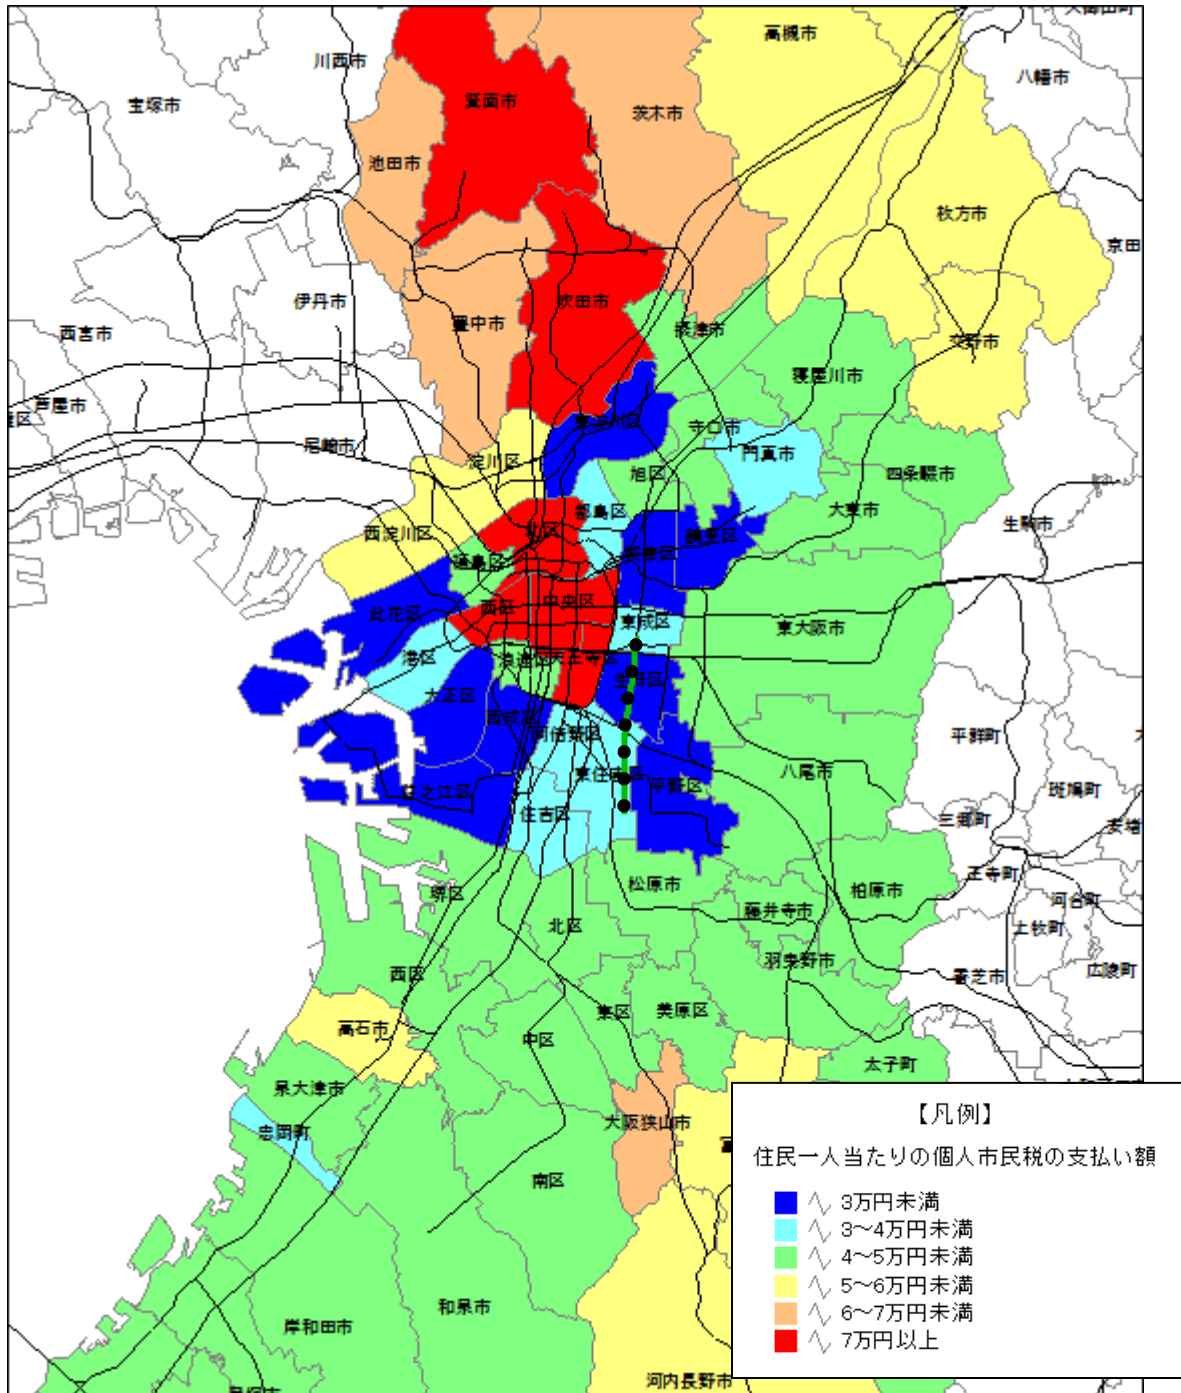 高槻市
久御山町
川西市
八幡市
箕面市
宝塚市
茨木市
池田市
枚方市
京田
伊丹市
吹田市
豊中市
摂津市
西宮市
交野市
寝屋川市
芦屋市
東淀川区
守口市
尼崎市
門真市
淀川区
旭区
四条畷市
都島区
大東市
生駒市
北区
西淀川区
鶴見区
城東区
福島区
中央区
西区
此花区
東成区
東大阪市
港区
浪速区
天王寺区
生野区
大正区
西成区
阿倍野区
平群町
東住吉区
八尾市
平野区
住之江区
斑鳩町
住吉区
三郷町
安堵
王寺町
松原市
柏原市
堺区
藤井寺市
河合町
北区
上牧町
羽曳野市
西区
香芝市
広陵町
東区
美原区
高石市
中区
太子町
泉大津市
大阪狭山市
忠岡町
南区
和泉市
岸和田市
河内長野市
【凡例】
住民一人当たりの個人市民税の支払い額
3万円未満
3～4万円未満
4～5万円未満
5～6万円未満
6～7万円未満
7万円以上